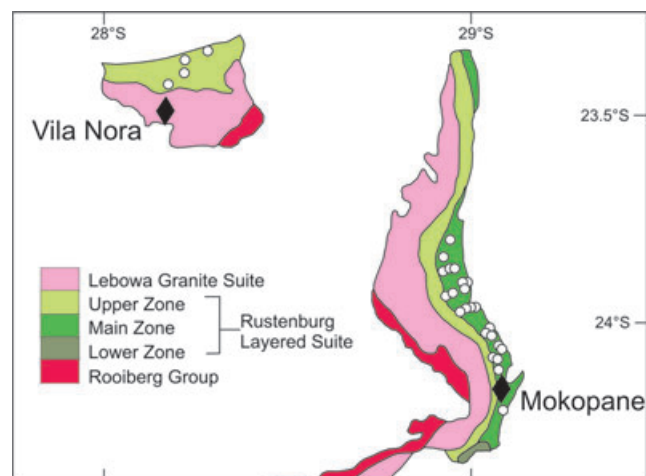 28°S
29°S
Vila Nora
23.5°S
Lebowa Granite Suite
Upper Zone
Main Zone
Lower Zone
Rooiberg Group
Rustenburg
Layered Suite
24°S
Mokopane